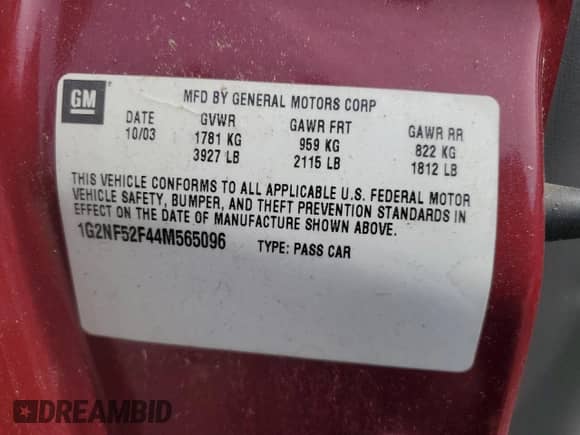 GM
MFD BY GENERAL MOTORS CORP
DATE GVWR GAWR FRT GAWR RR
10/03 1781 KG 959 KG 822 KG
3927 LB 2115 LB 1812 LB
THIS VEHICLE CONFORMS TO ALL APPLICABLE U.S. FEDERAL MOTOR
VEHICLE SAFETY, BUMPER, AND THEFT PREVENTION STANDARDS IN
EFFECT ON THE DATE OF MANUFACTURE SHOWN ABOVE.
1G2NF52F44M565096 TYPE: PASS CAR
DREAMBID